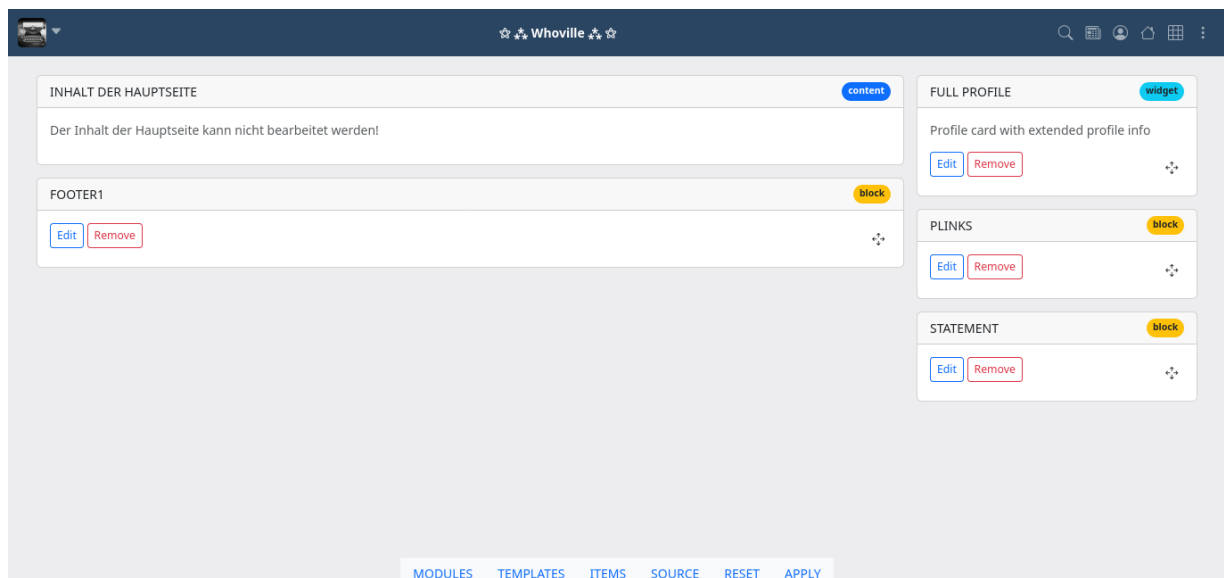 ✩ ⁂ Whoville ⁂ ✩
INHALT DER HAUPTSEITE content
Der Inhalt der Hauptseite kann nicht bearbeitet werden!
FOOTER1 block
Edit Remove
FULL PROFILE widget
Profile card with extended profile info
Edit Remove
PLINKS block
Edit Remove
STATEMENT block
Edit Remove
MODULES TEMPLATES ITEMS SOURCE RESET APPLY